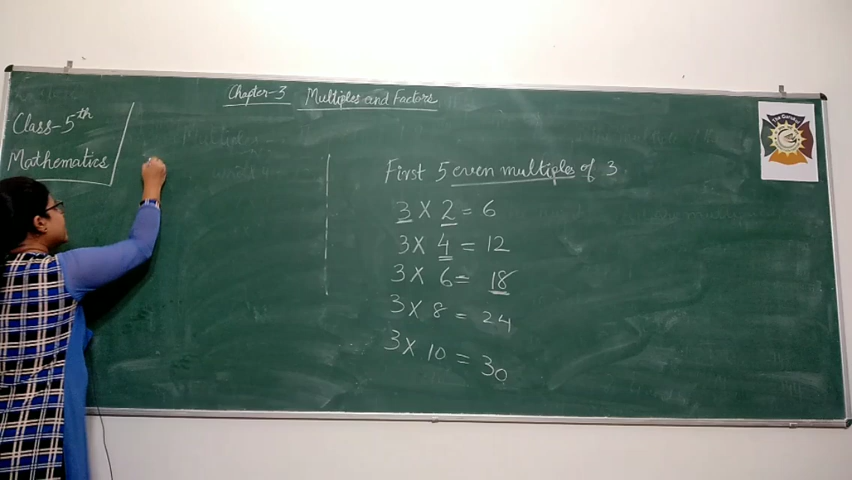 Chapter-3 Multiples and Factors
Class-5th
Mathematics
First 5 even multiples of 3
3 X 2 = 6
3 X 4 = 12
3 X 6 = 18
3 X 8 = 24
3 X 10 = 30